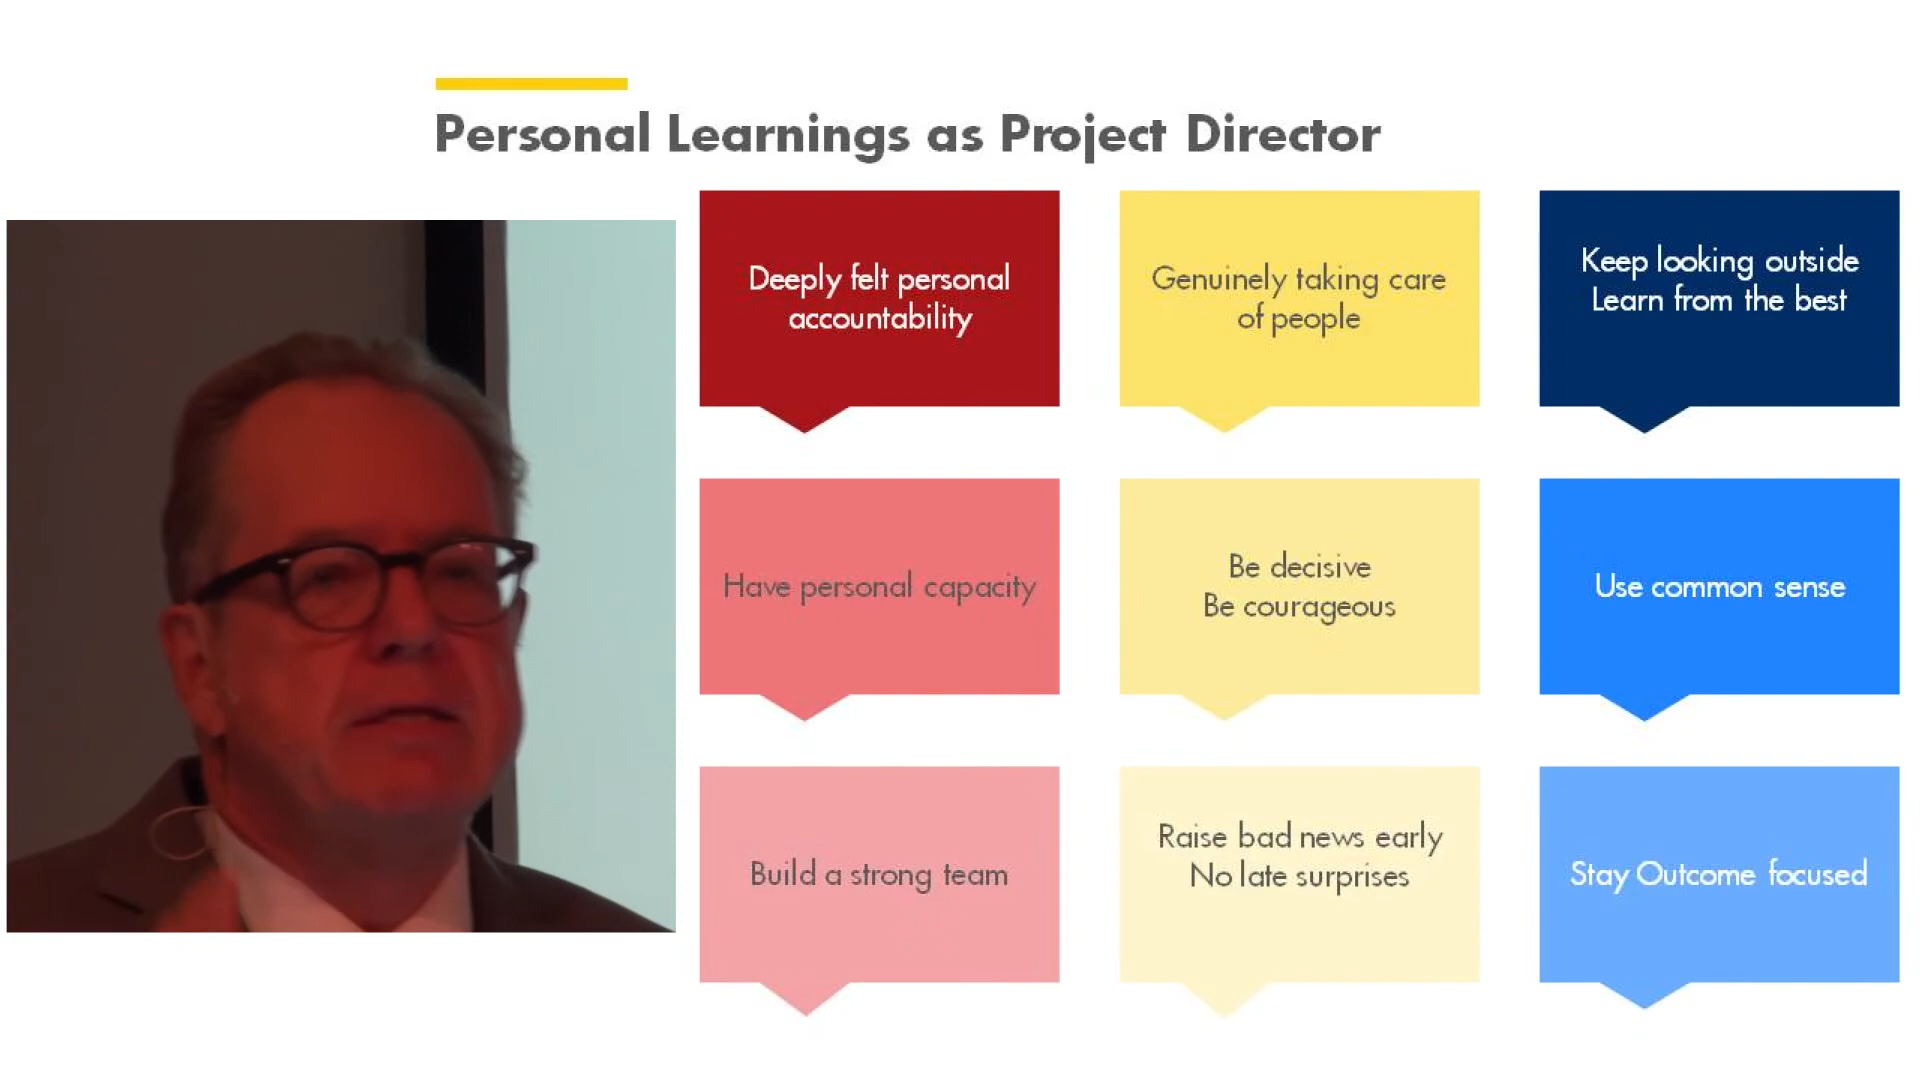 Personal Learnings as Project Director
Deeply felt personal
accountability
Genuinely taking care
of people
Keep looking outside
Learn from the best
Have personal capacity
Be decisive
Be courageous
Use common sense
Build a strong team
Raise bad news early
No late surprises
Stay Outcome focused